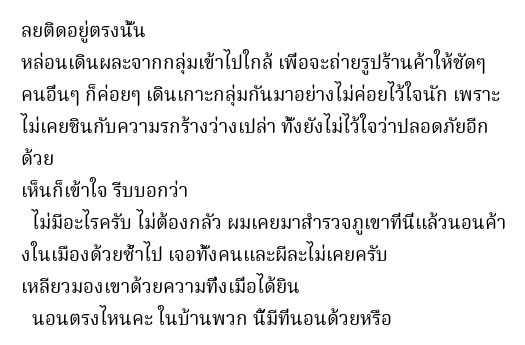 ลยติดอยู่ตรงนั้น
หล่อนเดินผละจากกลุ่มเข้าไปใกล้ เพื่อจะถ่ายรูปร้านค้าให้ชัดๆ
คนอื่นๆ ก็ค่อยๆ เดินเกาะกลุ่มกันมาอย่างไม่ค่อยไว้ใจนัก เพราะ
ไม่เคยชินกับความรกร้างว่างเปล่า ทั้งยังไม่ไว้ใจว่าปลอดภัยอีก
ด้วย
เห็นก็เข้าใจ รีบบอกว่า
ไม่มีอะไรครับ ไม่ต้องกลัว ผมเคยมาสำรวจภูเขาที่นี่แล้วนอนค้า
งในเมืองด้วยซ้ำไป เจอทั้งคนและผีละไม่เคยครับ
เหลียวมองเขาด้วยความทึ่งเมื่อได้ยิน
นอนตรงไหนคะ ในบ้านพวก นี้มีที่นอนด้วยหรือ